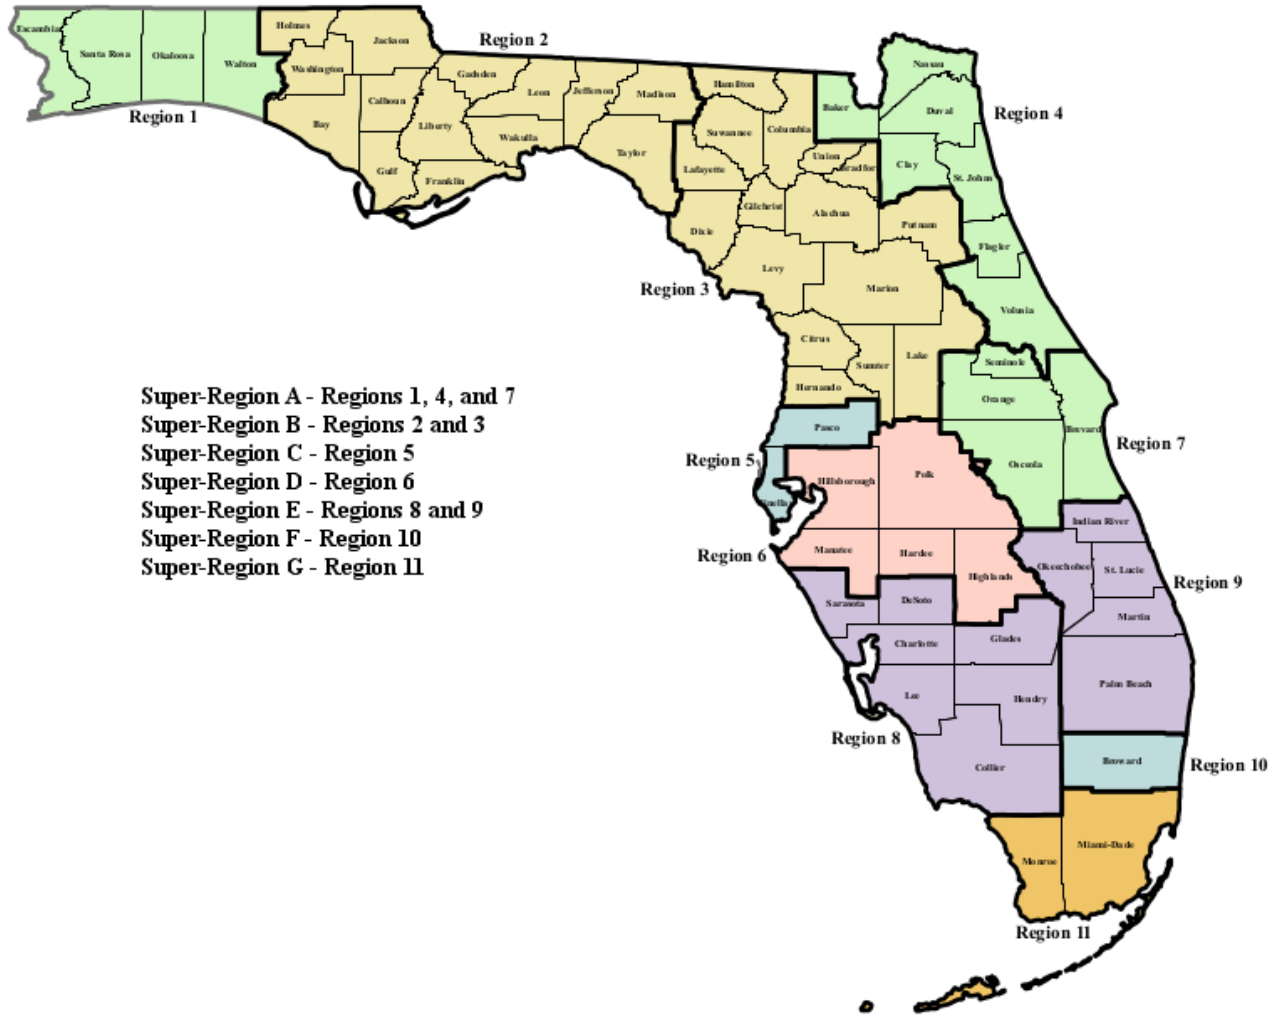 Escambia
Santa Rosa
Okaloosa
Walton
Region 1
Holmes
Jackson
Washington
Bay
Calhoun
Gulf
Liberty
Gadsden
Franklin
Leon
Wakulla
Jefferson
Madison
Taylor
Region 2
Hamilton
Suwannee
Columbia
Lafayette
Union
Bradford
Gilchrist
Alachua
Putnam
Dixie
Levy
Marion
Citrus
Sumter
Lake
Hernando
Region 3
Baker
Nassau
Duval
Clay
St. Johns
Flagler
Volusia
Region 4
Super-Region A - Regions 1, 4, and 7
Super-Region B - Regions 2 and 3
Super-Region C - Region 5
Super-Region D - Region 6
Super-Region E - Regions 8 and 9
Super-Region F - Region 10
Super-Region G - Region 11
Pasco
Region 5
Seminole
Orange
Osceola
Brevard
Region 7
Hillsborough
Polk
Manatee
Hardee
Highlands
Region 6
Indian River
Okeechobee
St. Lucie
Martin
Palm Beach
Region 9
Sarasota
DeSoto
Charlotte
Glades
Lee
Hendry
Collier
Region 8
Broward
Region 10
Monroe
Miami-Dade
Region 11